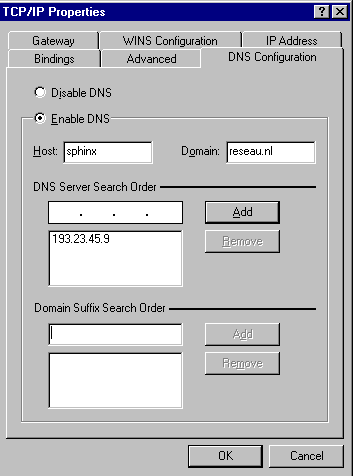 TCP/IP Properties
Gateway WINS Configuration IP Address
Bindings Advanced DNS Configuration
Disable DNS
Enable DNS
Host: sphinx Domain: reseau.nl
DNS Server Search Order
. . . Add
193.23.45.9 Remove
Domain Suffix Search Order
Add
Remove
OK Cancel